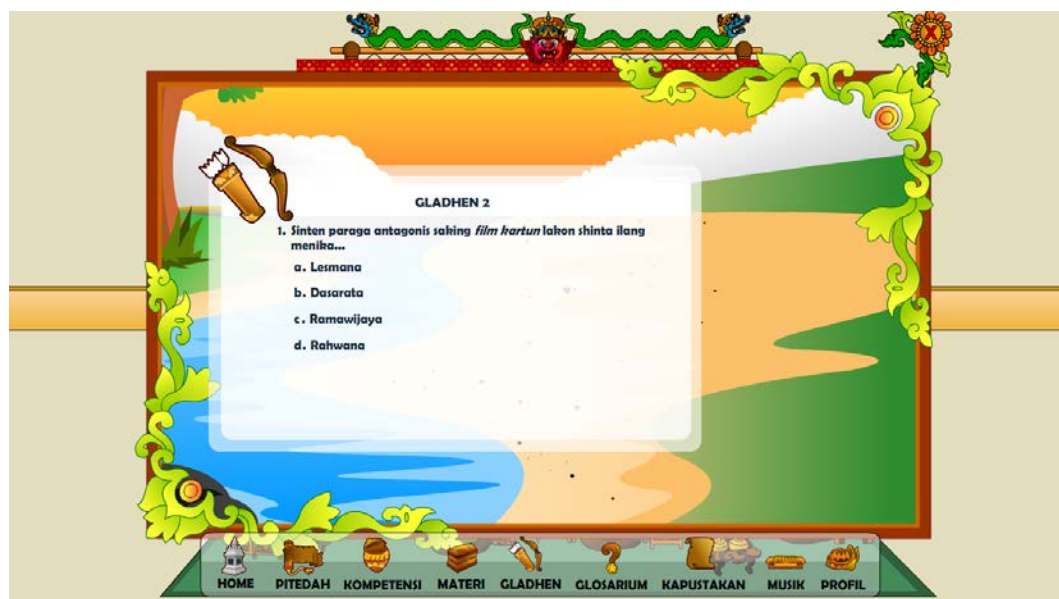 X
GLADHEN 2
1. Sinten paraga antagonis saking film kartun lakon shinta ilang
menika...
a. Lesmana
b. Dasarata
c. Ramawijaya
d. Rahwana
HOME PITEDAH KOMPETENSI MATERI GLADHEN GLOSARIUM KAPUSTAKAN MUSIK PROFIL